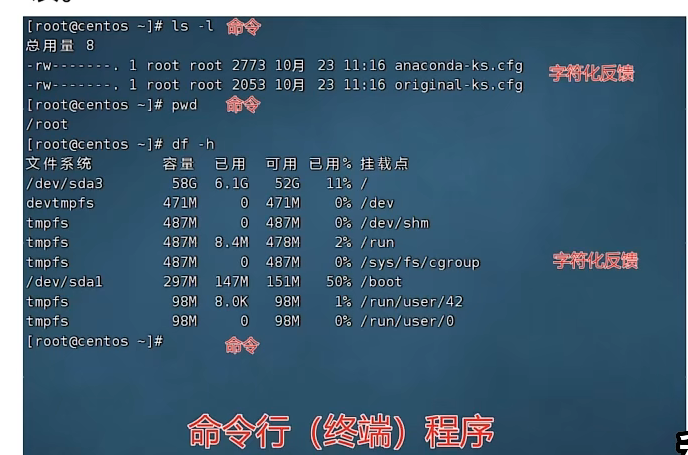 [root@centos ~]# ls -l 命令
总用量 8
-rw-------. 1 root root 2773 10月 23 11:16 anaconda-ks.cfg
-rw-------. 1 root root 2053 10月 23 11:16 original-ks.cfg
字符化反馈
[root@centos ~]# pwd 命令
/root
[root@centos ~]# df -h
文件系统 容量 已用 可用 已用% 挂载点
/dev/sda3 58G 6.1G 52G 11% /
devtmpfs 471M 0 471M 0% /dev
tmpfs 487M 0 487M 0% /dev/shm
tmpfs 487M 8.4M 478M 2% /run
tmpfs 487M 0 487M 0% /sys/fs/cgroup
字符化反馈
/dev/sda1 297M 147M 151M 50% /boot
tmpfs 98M 8.0K 98M 1% /run/user/42
tmpfs 98M 0 98M 0% /run/user/0
[root@centos ~]# 命令
命令行（终端）程序